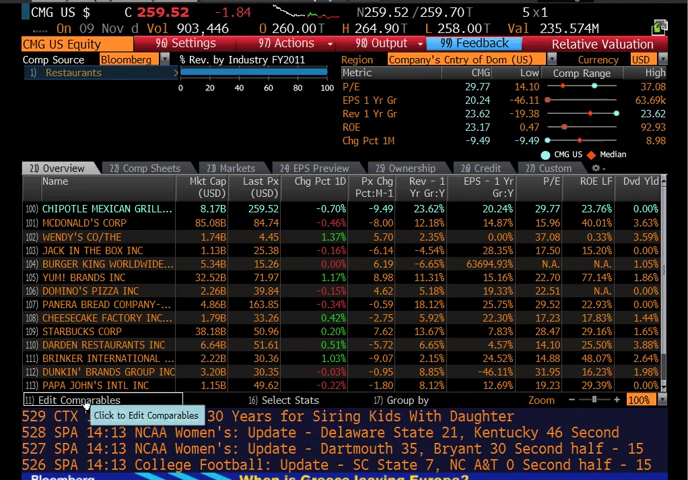 CMG US $ C 259.52 -1.84 N259.52 / 259.70T 5 x 1
On 09 Nov d Vol 903,446 O 260.00T H 264.90T L 258.00T Val 235.574M
CMG US Equity 96) Settings 97) Actions 98) Output 99) Feedback Relative Valuation
Comp Source Bloomberg % Rev. by Industry FY2011 Region Company's Cntry of Dom (US) Currency USD
1) Restaurants Metric CMG Low Comp Range High
0 20 40 60 80 100
P/E 29.77 14.10 37.08
EPS 1 Yr Gr 20.24 -46.11 63.69k
Rev 1 Yr Gr 23.62 -19.38 23.62
ROE 23.17 0.47 92.93
Chg Pct 1M -9.49 -9.49 8.98
CMG US Median
21) Overview 22) Comp Sheets 23) Markets 24) EPS Preview 25) Ownership 26) Credit 27) Custom
Name Mkt Cap (USD) Last Px (USD) Chg Pct 1D Px Chg Pct:M-1 Rev - 1 Yr Gr:Y EPS - 1 Yr Gr:Y P/E ROE LF Dvd Yld
100) CHIPOTLE MEXICAN GRILL... 8.17B 259.52 -0.70% -9.49 23.62% 20.24% 29.77 23.76% 0.00%
101) MCDONALD'S CORP 85.08B 84.74 -0.46% -8.00 12.18% 14.87% 15.96 40.01% 3.63%
102) WENDY'S CO/THE 1.74B 4.45 1.37% 5.70 2.35% 0.00% 37.08 0.33% 3.59%
103) JACK IN THE BOX INC 1.13B 25.53 0.00% -6.14 -4.54% 28.35% 17.50 15.20% 0.00%
104) BURGER KING WORLDWIDE... 5.34B 15.26 -0.16% 6.19 -6.65% 63694.93% N.A. N.A. 1.05%
105) YUM! BRANDS INC 32.52B 71.97 1.17% 8.98 11.31% 15.16% 22.70 77.14% 1.86%
106) DOMINO'S PIZZA INC 2.26B 39.84 -0.15% 4.62 5.18% 19.33% 22.51 N.A. 0.00%
107) PANERA BREAD COMPANY-... 4.86B 163.85 -0.34% -0.59 18.12% 25.75% 29.52 22.93% 0.00%
108) CHEESECAKE FACTORY INC... 1.79B 33.26 0.42% -2.75 5.92% 22.30% 17.23 17.83% 1.44%
109) STARBUCKS CORP 38.18B 50.96 0.20% 7.62 13.67% 7.83% 28.47 29.16% 1.65%
110) DARDEN RESTAURANTS INC 6.64B 51.61 0.51% -5.72 6.65% 4.14% 14.10 25.50% 3.88%
111) BRINKER INTERNATIONAL ... 2.22B 30.36 1.03% -9.07 2.15% 24.52% 14.88 48.07% 2.64%
112) DUNKIN' BRANDS GROUP INC 3.20B 30.35 -0.03% -0.92 8.85% -46.11% 31.95 16.23% 1.98%
113) PAPA JOHN'S INTL INC 1.15B 49.62 -0.22% -6.84 8.12% 12.69% 19.23 29.39% 0.00%
11) Edit Comparables 16) Select Stats 17) Group by Zoom - + 100%
Click to Edit Comparables
529 CTX 30 Years for Siring Kids With Daughter
528 SPA 14:13 NCAA Women's: Update - Delaware State 21, Kentucky 46 Second
527 SPA 14:13 NCAA Women's: Update - Dartmouth 35, Bryant 30 Second half - 15
526 SPA 14:13 College Football: Update - SC State 7, NC A&T 0 Second half - 15
Bloomberg When is Greece leaving Europe?